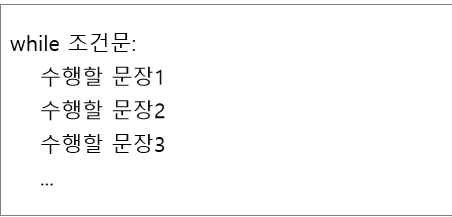 while 조건문:
    수행할 문장1
    수행할 문장2
    수행할 문장3
    ...